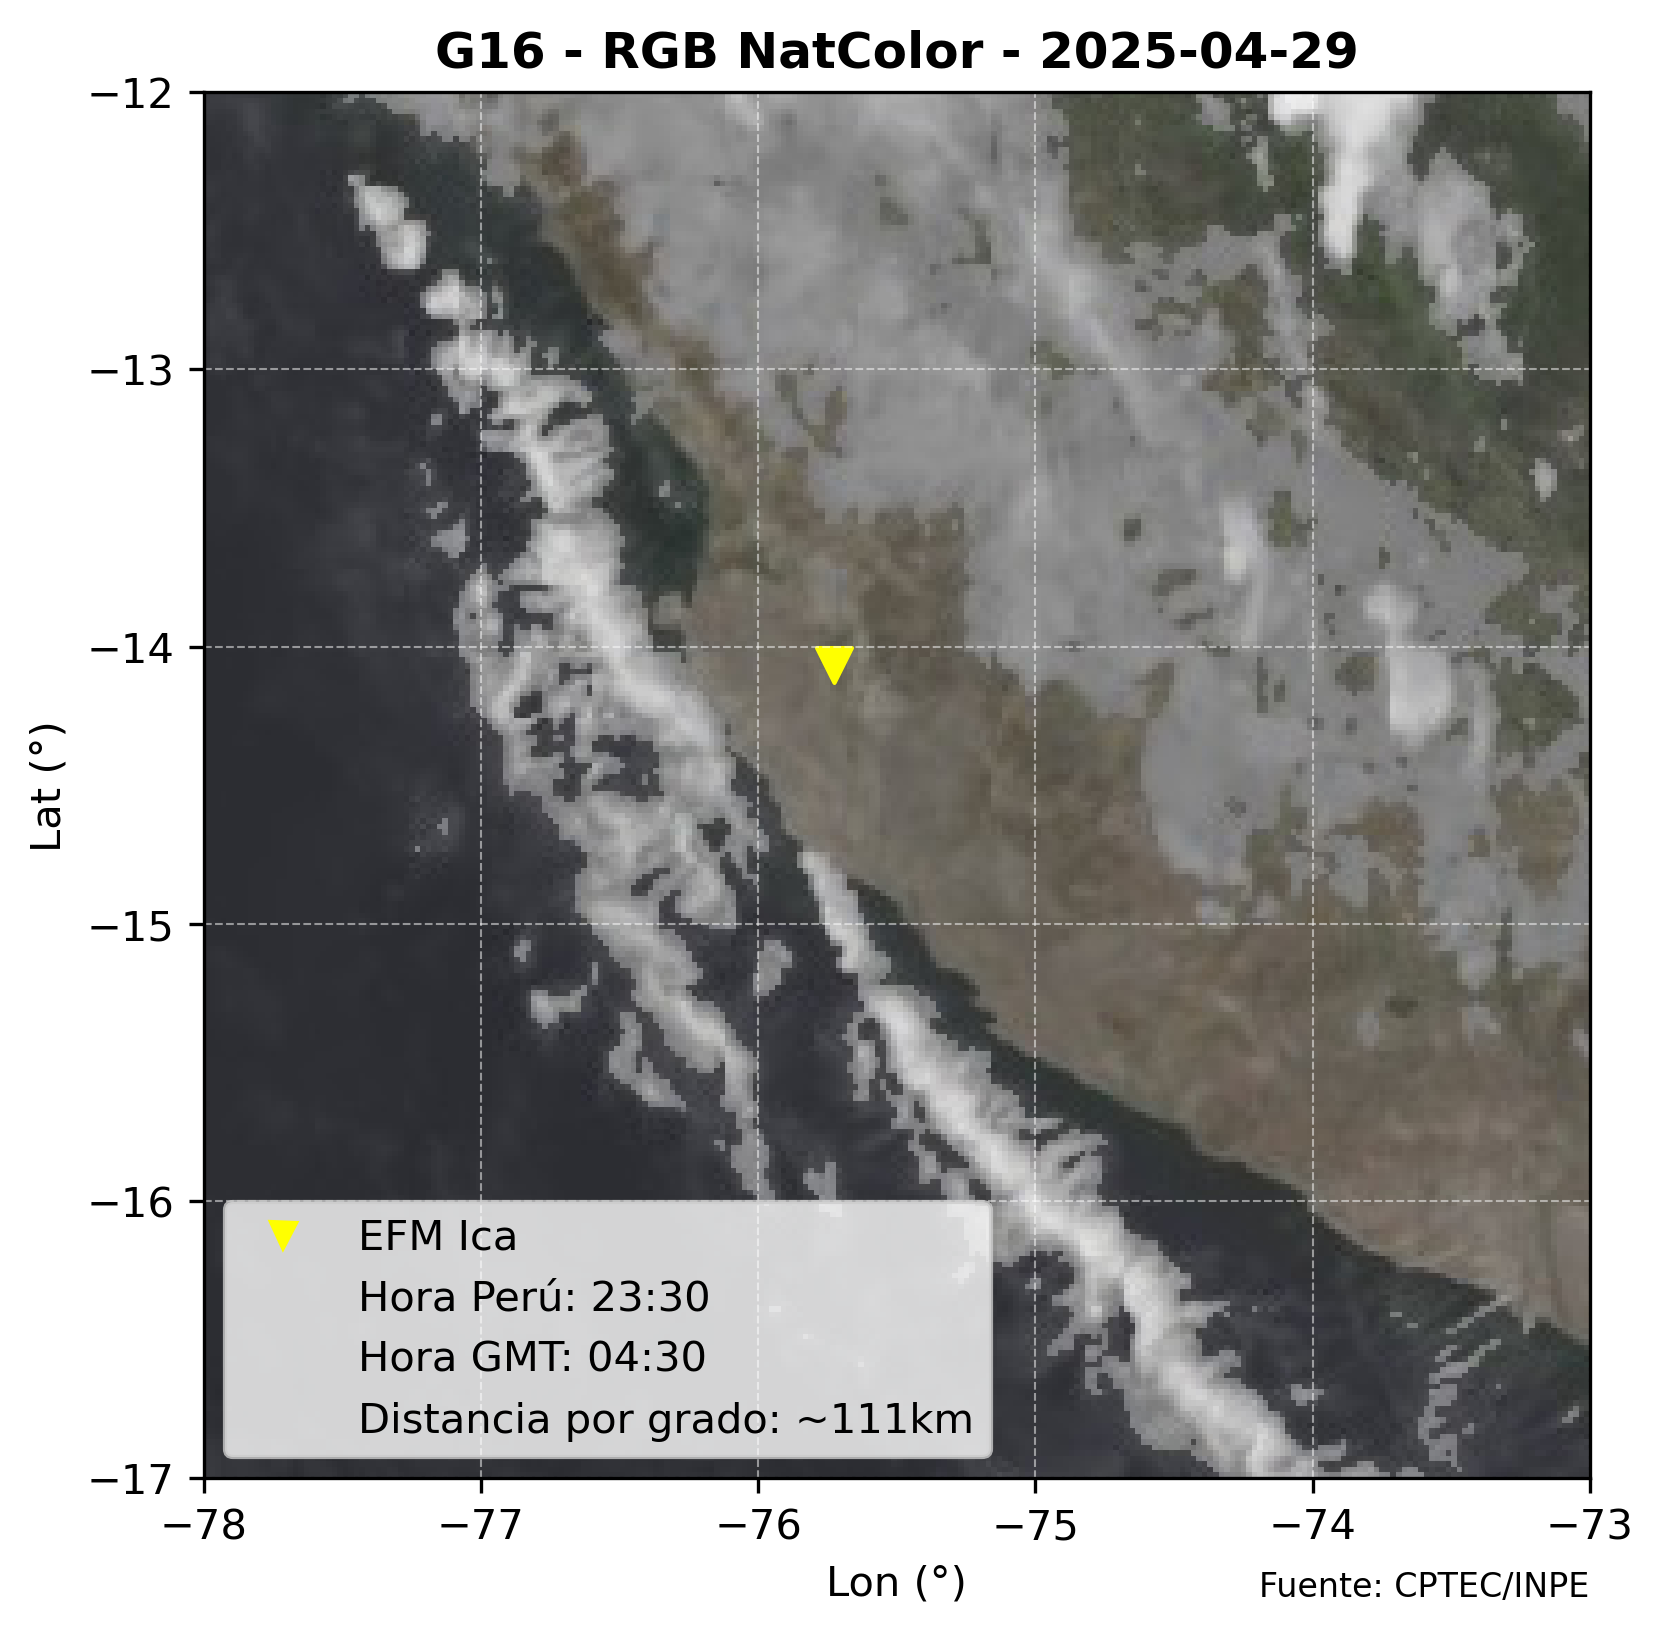 G16 - RGB NatColor - 2025-04-29
−12
−13
−14
−15
−16
−17
Lat (°)
EFM Ica
Hora Perú: 23:30
Hora GMT: 04:30
Distancia por grado: ~111km
−78 −77 −76 −75 −74 −73
Lon (°)
Fuente: CPTEC/INPE